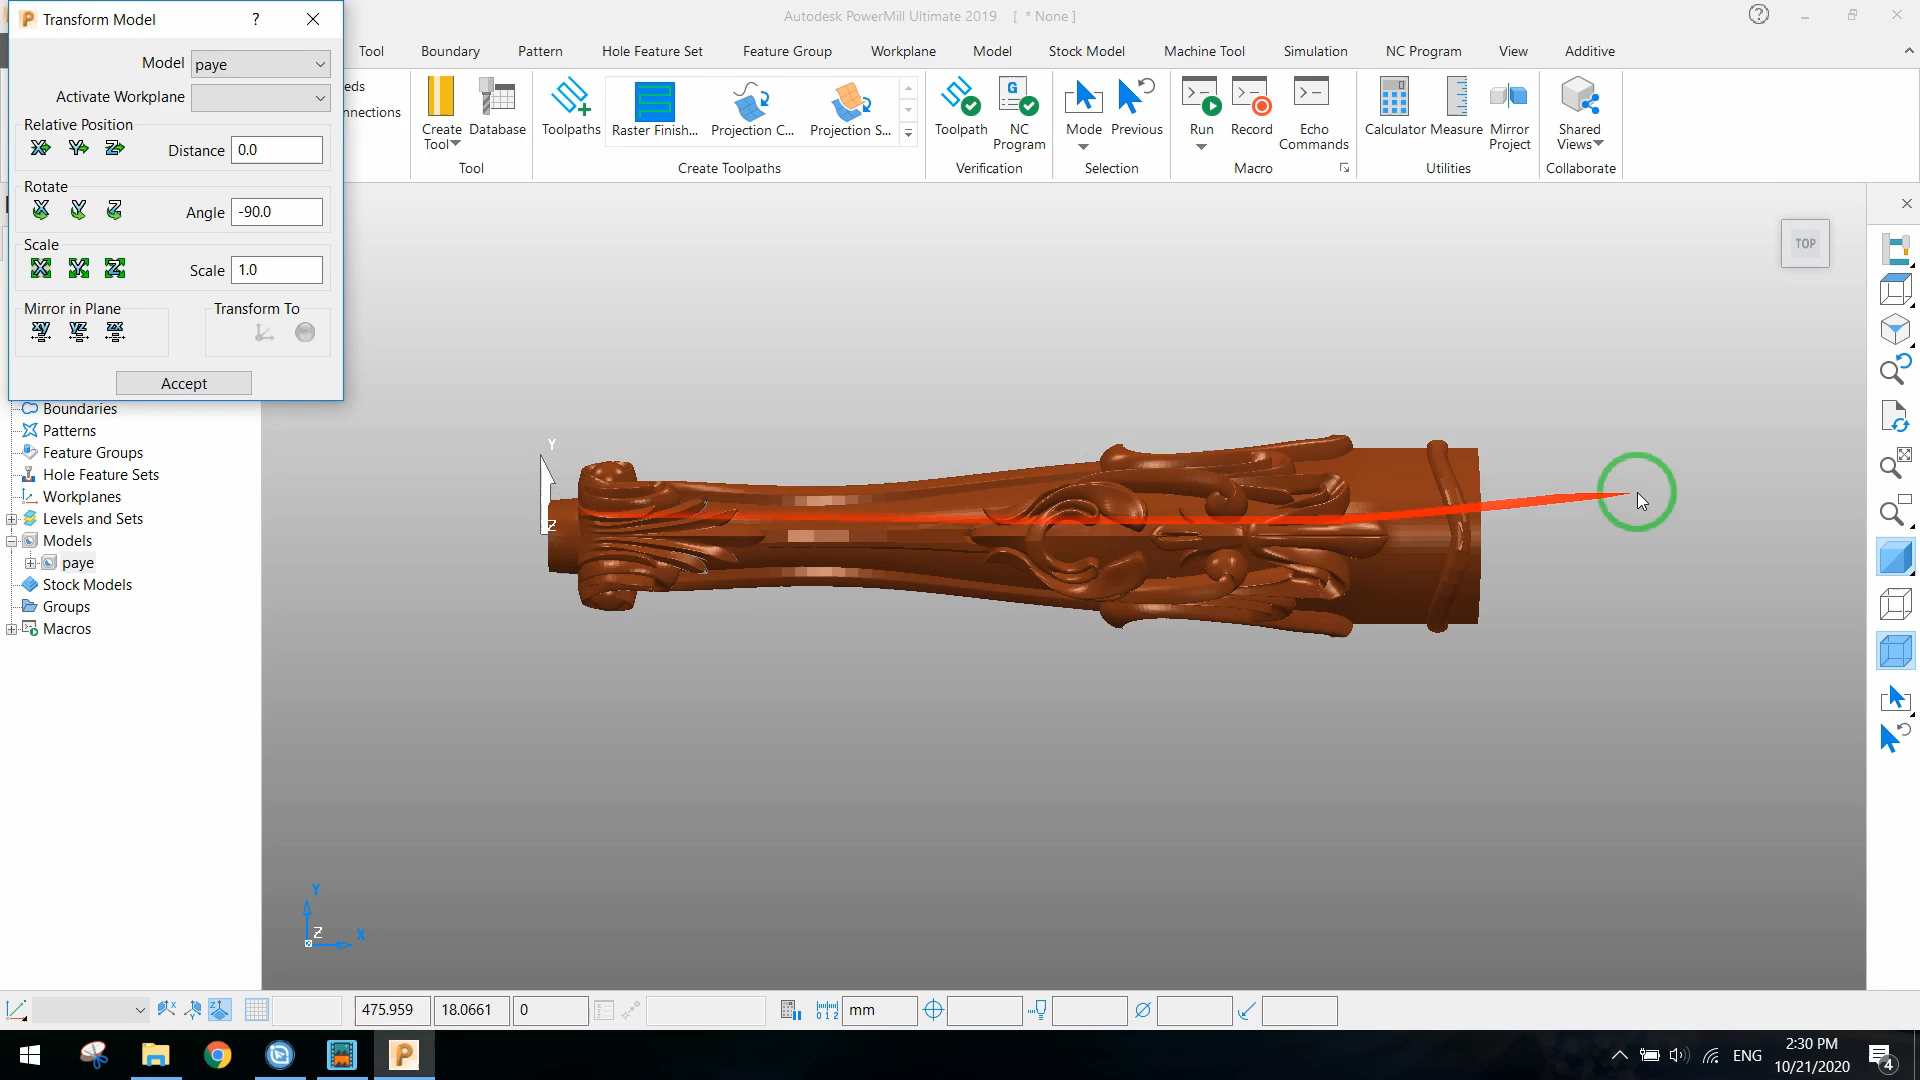 Transform Model ?
Autodesk PowerMill Ultimate 2019 [ * None ]
Model paye
Activate Workplane
Relative Position
X Y Z Distance 0.0
Rotate
X Y Z Angle -90.0
Scale
X Y Z Scale 1.0
Mirror in Plane Transform To
xy yz zx
Accept
Tool Boundary Pattern Hole Feature Set Feature Group Workplane Model Stock Model Machine Tool Simulation NC Program View Additive
eds
nnections
Create Tool
Database
Toolpaths
Raster Finish...
Projection C...
Projection S...
Toolpath
G
NC Program
Mode
Previous
Run
Record
Echo Commands
Calculator
Measure
Mirror Project
Shared Views
Tool Create Toolpaths Verification Selection Macro Utilities Collaborate
TOP
Boundaries
Patterns
Feature Groups
Hole Feature Sets
Workplanes
Levels and Sets
Models
paye
Stock Models
Groups
Macros
Y
Z
Y
Z X
475.959 18.0661 0 mm
ENG
2:30 PM
10/21/2020
4